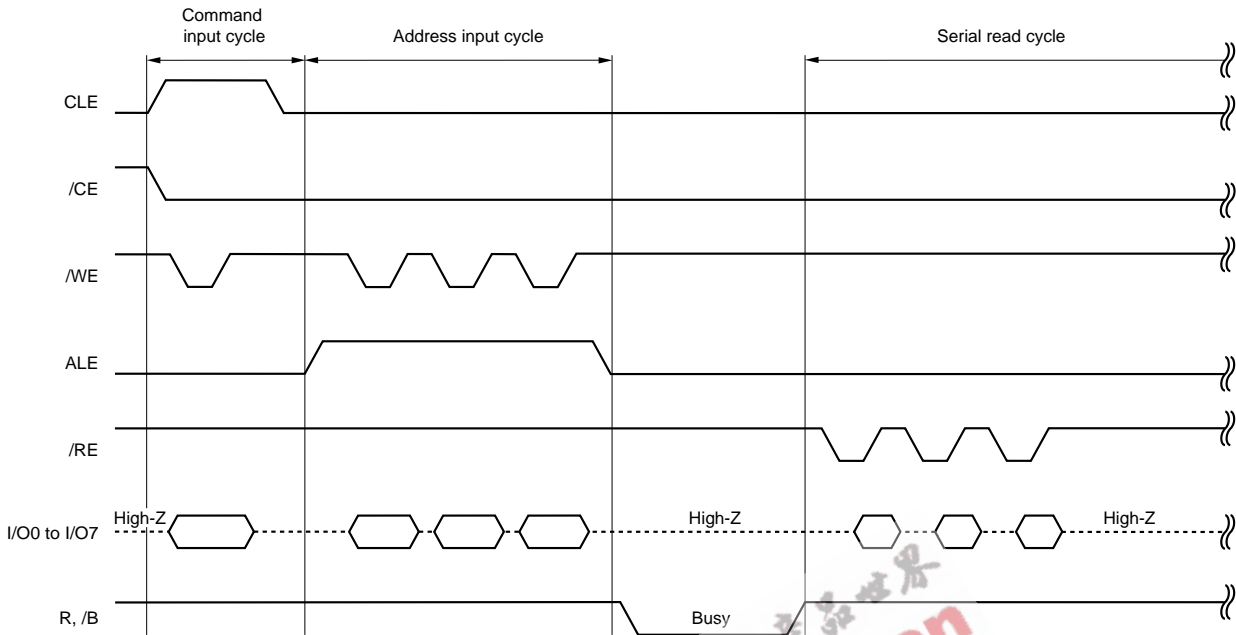 Command
input cycle
Address input cycle
Serial read cycle
CLE
/CE
/WE
ALE
/RE
I/O0 to I/O7
High-Z
High-Z
High-Z
R, /B
Busy